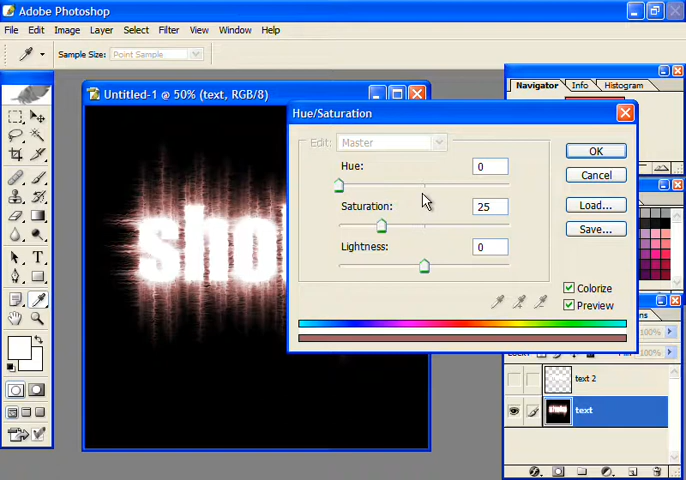 Adobe Photoshop
File Edit Image Layer Select Filter View Window Help
Sample Size: Point Sample
Navigator Info Histogram
Untitled-1 @ 50% (text, RGB/8)
Hue/Saturation
Edit: Master
Hue: 0
Saturation: 25
Lightness: 0
OK
Cancel
Load...
Save...
Colorize
Preview
100%
100%
text 2
text